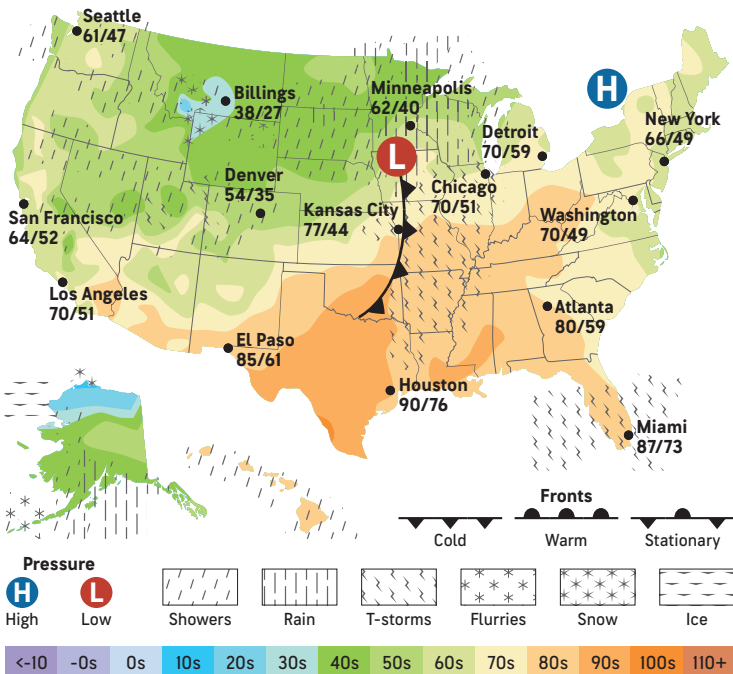 Seattle
61/47
Billings
38/27
Minneapolis
62/40
H
New York
66/49
Detroit
70/59
L
Denver
54/35
Chicago
70/51
Kansas City
77/44
Washington
70/49
San Francisco
64/52
Los Angeles
70/51
Atlanta
80/59
El Paso
85/61
Houston
90/76
Miami
87/73
Fronts
Cold
Warm
Stationary
Pressure
H
High
L
Low
Showers
Rain
T-storms
Flurries
Snow
Ice
<-10 -0s 0s 10s 20s 30s 40s 50s 60s 70s 80s 90s 100s 110+